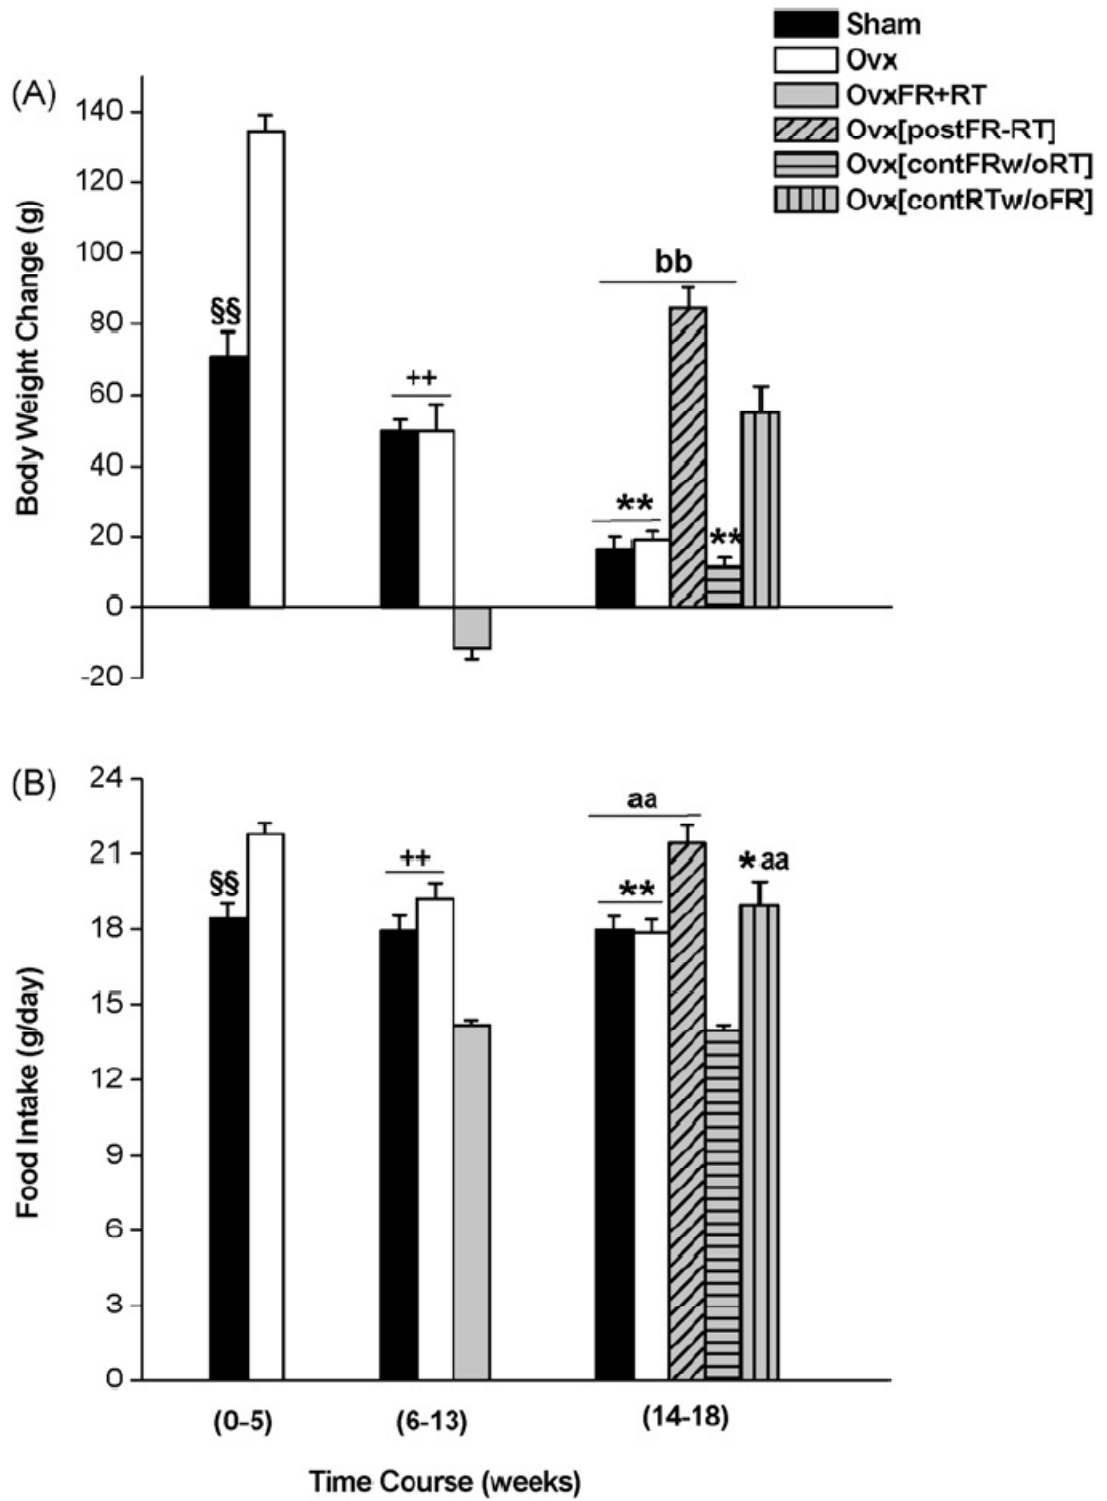 Sham
Ovx
OvxFR+RT
Ovx[postFR-RT]
Ovx[contFRw/oRT]
Ovx[contRTw/oFR]
(A)
Body Weight Change (g)
140
120
100
80
60
40
20
0
-20
§§
++
**
bb
**
(B)
Food Intake (g/day)
24
21
18
15
12
9
6
3
0
§§
++
**
aa
*aa
(0-5) (6-13) (14-18)
Time Course (weeks)